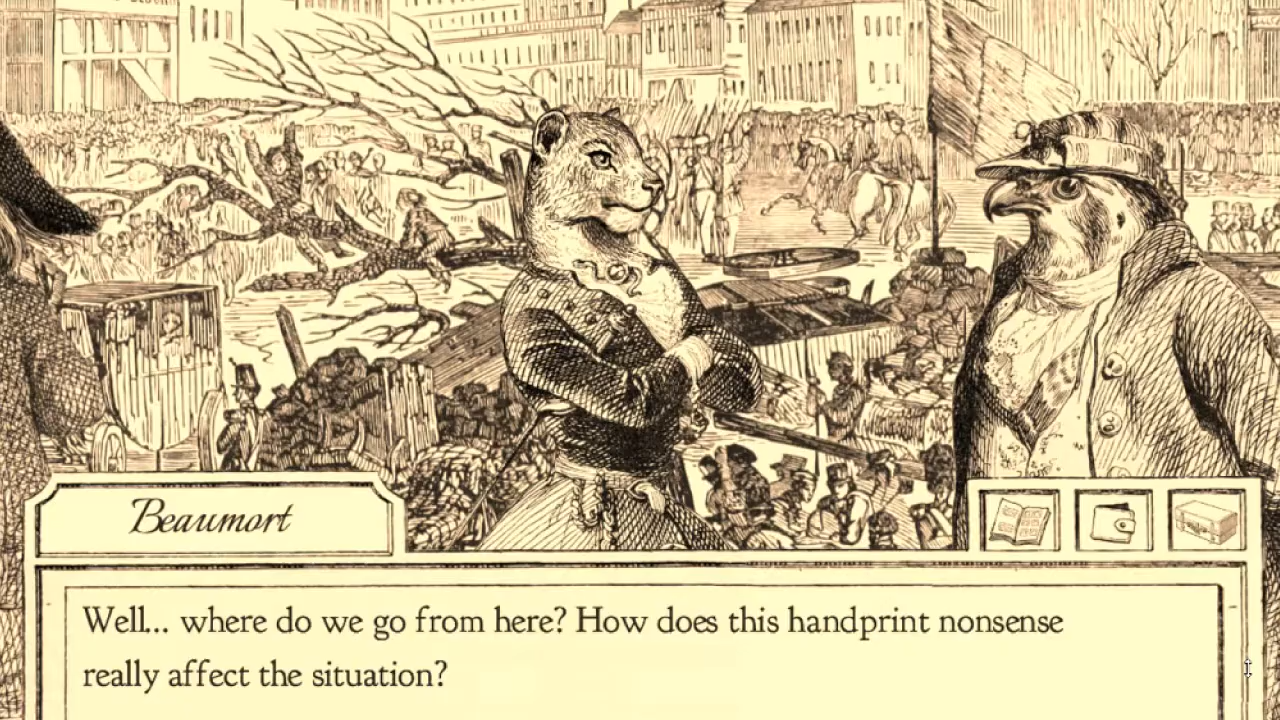 Beaumort
Well... where do we go from here? How does this handprint nonsense
really affect the situation?